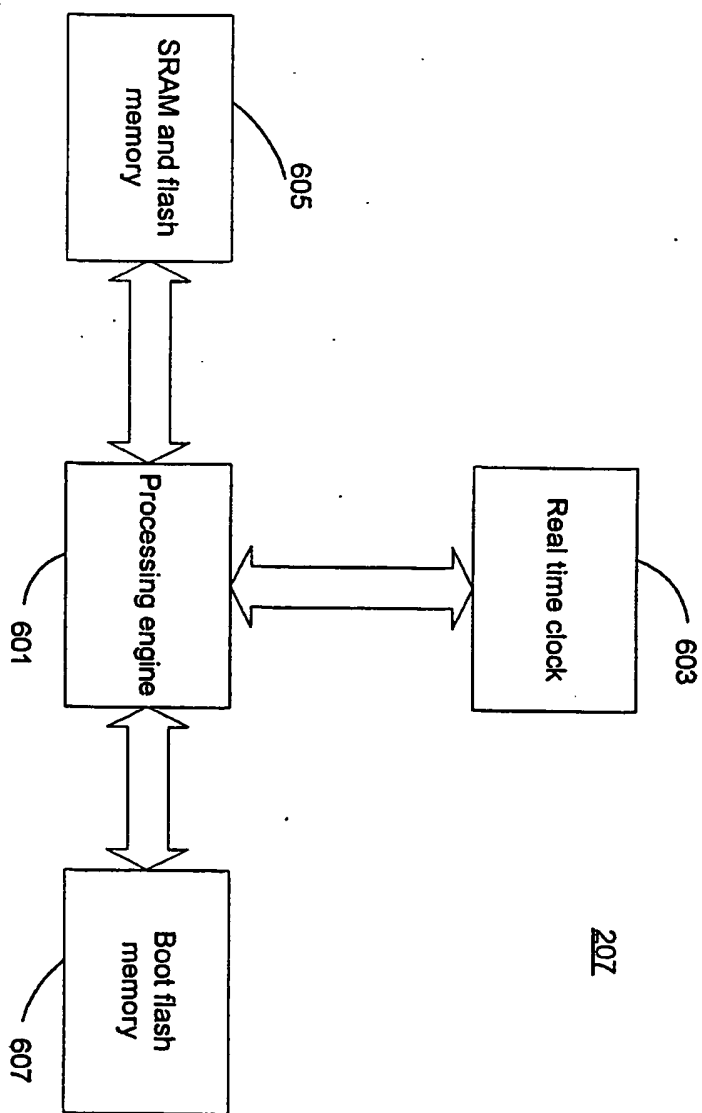 603
207
Real time clock
605
SRAM and flash
memory
Processing engine
Boot flash
memory
601
607